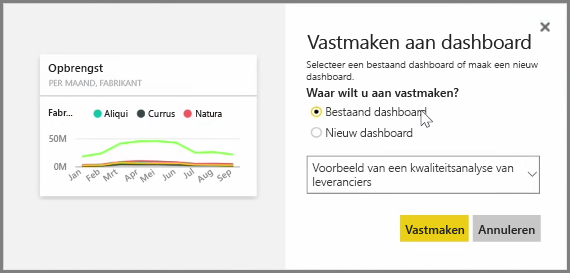 Opbrengst
PER MAAND, FABRIKANT
Fabr... Aliqui Currus Natura
50M
0M
Jan Feb Mrt Apr Mei Jun Jul Aug Sep
Vastmaken aan dashboard
Selecteer een bestaand dashboard of maak een nieuw
dashboard.
Waar wilt u aan vastmaken?
Bestaand dashboard
Nieuw dashboard
Voorbeeld van een kwaliteitsanalyse van
leveranciers
Vastmaken Annuleren